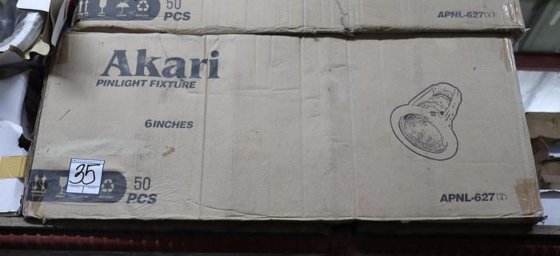 50
PCS
APNL-627(V)
Akari
PINLIGHT FIXTURE
6INCHES
35
50
PCS
APNL-627(V)